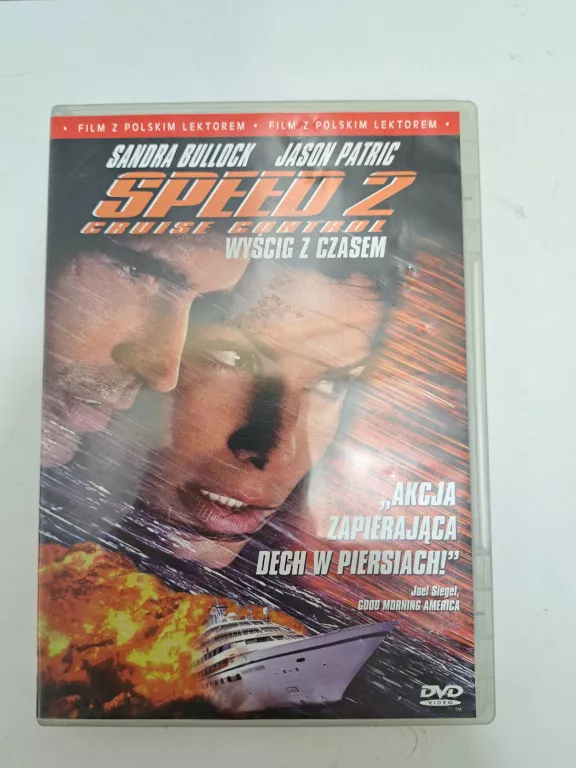 • FILM Z POLSKIM LEKTOREM • • FILM Z POLSKIM LEKTOREM •
SANDRA BULLOCK JASON PATRIC
SPEED 2
CRUISE CONTROL
WYŚCIG Z CZASEM
„AKCJA
ZAPIERAJĄCA
DECH W PIERSIACH!"
Joel Siegel,
GOOD MORNING AMERICA
DVD
VIDEO
TM